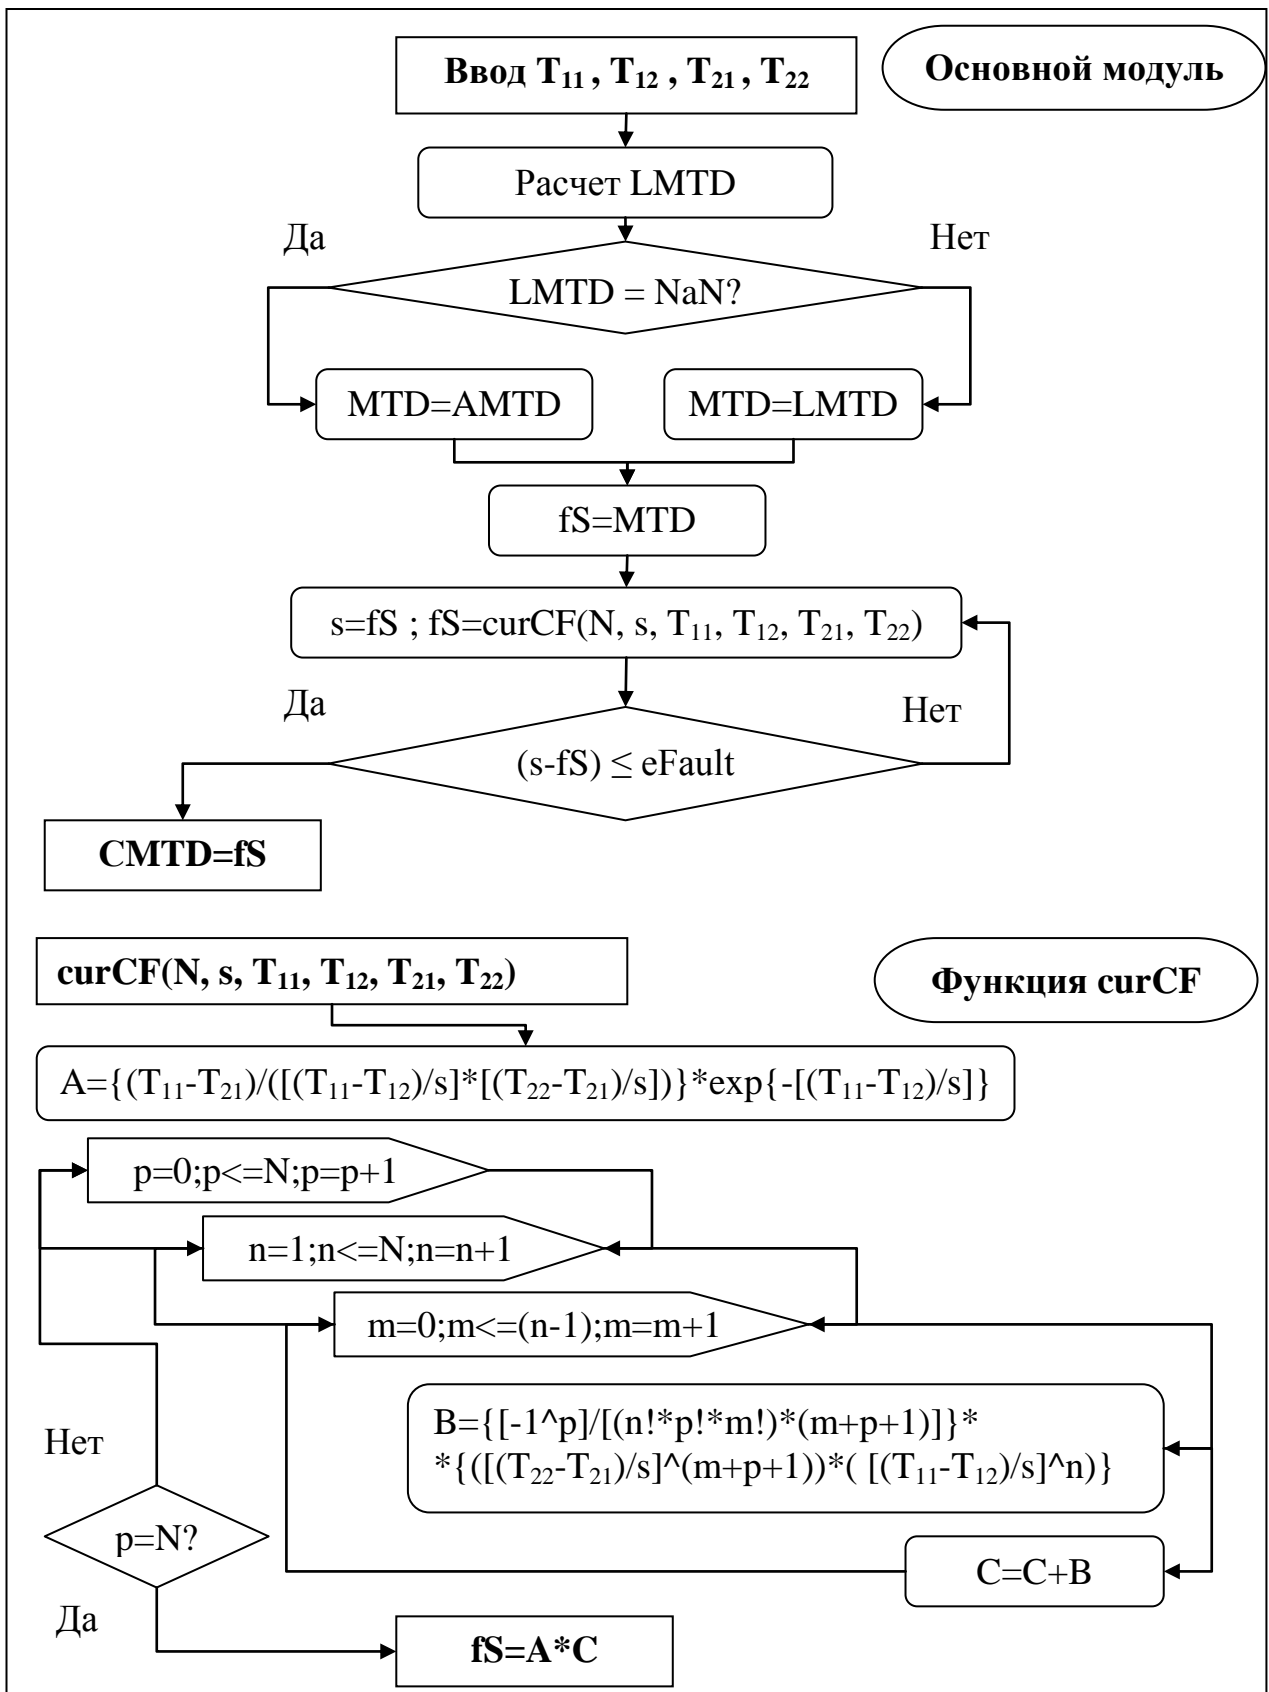 Ввод T₁₁ , T₁₂ , T₂₁ , T₂₂
Основной модуль
Расчет LMTD
Да
Нет
LMTD = NaN?
MTD=AMTD
MTD=LMTD
fS=MTD
s=fS ; fS=curCF(N, s, T₁₁, T₁₂, T₂₁, T₂₂)
Да
Нет
(s-fS) ≤ eFault
CMTD=fS
curCF(N, s, T₁₁, T₁₂, T₂₁, T₂₂)
Функция curCF
A={(T₁₁-T₂₁)/([(T₁₁-T₁₂)/s]*[(T₂₂-T₂₁)/s])}*exp{-[(T₁₁-T₁₂)/s]}
p=0;p<=N;p=p+1
n=1;n<=N;n=n+1
m=0;m<=(n-1);m=m+1
B={[-1^p]/[(n!*p!*m!)*(m+p+1)]}*
*{([(T₂₂-T₂₁)/s]^(m+p+1))*( [(T₁₁-T₁₂)/s]^n)}
Нет
p=N?
C=C+B
Да
fS=A*C